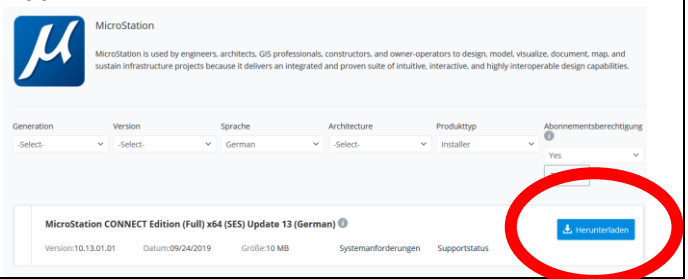 MicroStation
MicroStation is used by engineers, architects, GIS professionals, constructors, and owner-operators to design, model, visualize, document, map, and
sustain infrastructure projects because it delivers an integrated and proven suite of intuitive, interactive, and highly interoperable design capabilities.
Generation Version Sprache Architecture Produkttyp Abonnementsberechtigung
-Select- -Select- German -Select- Installer
Yes
MicroStation CONNECT Edition (Full) x64 (SES) Update 13 (German)
Herunterladen
Version:10.13.01.01 Datum:09/24/2019 Größe:10 MB Systemanforderungen Supportstatus